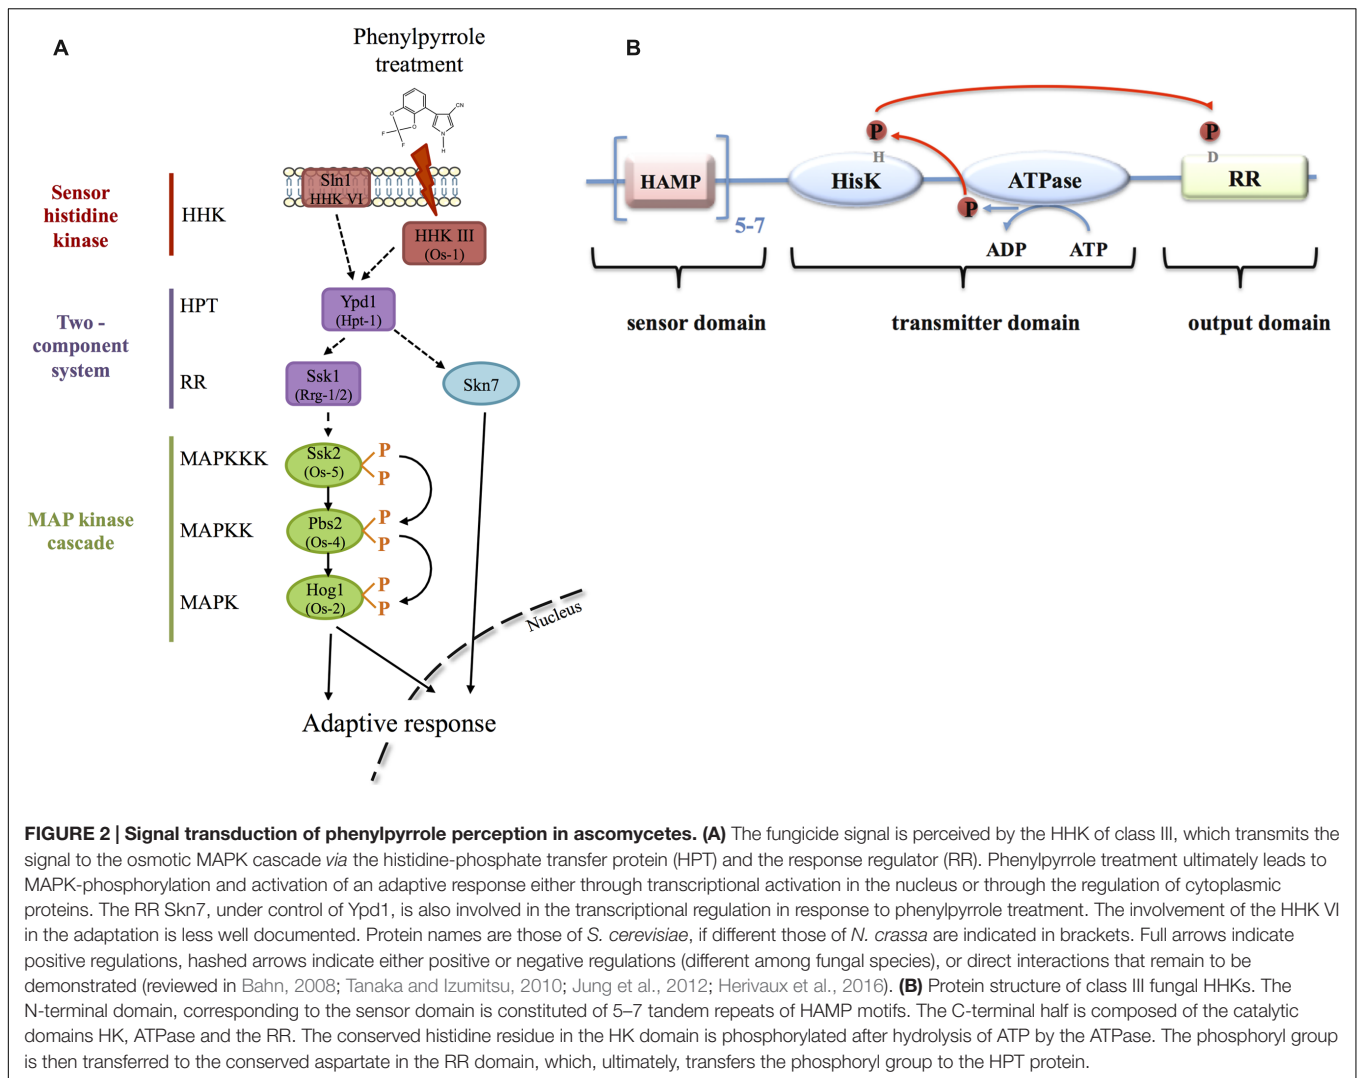 A
Phenylpyrrole
treatment
CN
O
O
F
F
N
H
Sensor
histidine
kinase
HHK
Sln1
HHK VI
HHK III
(Os-1)
Two -
component
system
HPT
RR
Ypd1
(Hpt-1)
Ssk1
(Rrg-1/2)
Skn7
MAP kinase
cascade
MAPKKK
MAPKK
MAPK
Ssk2
(Os-5)
P
P
Pbs2
(Os-4)
P
P
Hog1
(Os-2)
P
P
Nucleus
Adaptive response
B
HAMP
5-7
P
H
HisK
P
ATPase
ADP
ATP
P
D
RR
sensor domain
transmitter domain
output domain
FIGURE 2 | Signal transduction of phenylpyrrole perception in ascomycetes. (A) The fungicide signal is perceived by the HHK of class III, which transmits the
signal to the osmotic MAPK cascade via the histidine-phosphate transfer protein (HPT) and the response regulator (RR). Phenylpyrrole treatment ultimately leads to
MAPK-phosphorylation and activation of an adaptive response either through transcriptional activation in the nucleus or through the regulation of cytoplasmic
proteins. The RR Skn7, under control of Ypd1, is also involved in the transcriptional regulation in response to phenylpyrrole treatment. The involvement of the HHK VI
in the adaptation is less well documented. Protein names are those of S. cerevisiae, if different those of N. crassa are indicated in brackets. Full arrows indicate
positive regulations, hashed arrows indicate either positive or negative regulations (different among fungal species), or direct interactions that remain to be
demonstrated (reviewed in Bahn, 2008; Tanaka and Izumitsu, 2010; Jung et al., 2012; Herivaux et al., 2016). (B) Protein structure of class III fungal HHKs. The
N-terminal domain, corresponding to the sensor domain is constituted of 5–7 tandem repeats of HAMP motifs. The C-terminal half is composed of the catalytic
domains HK, ATPase and the RR. The conserved histidine residue in the HK domain is phosphorylated after hydrolysis of ATP by the ATPase. The phosphoryl group
is then transferred to the conserved aspartate in the RR domain, which, ultimately, transfers the phosphoryl group to the HPT protein.